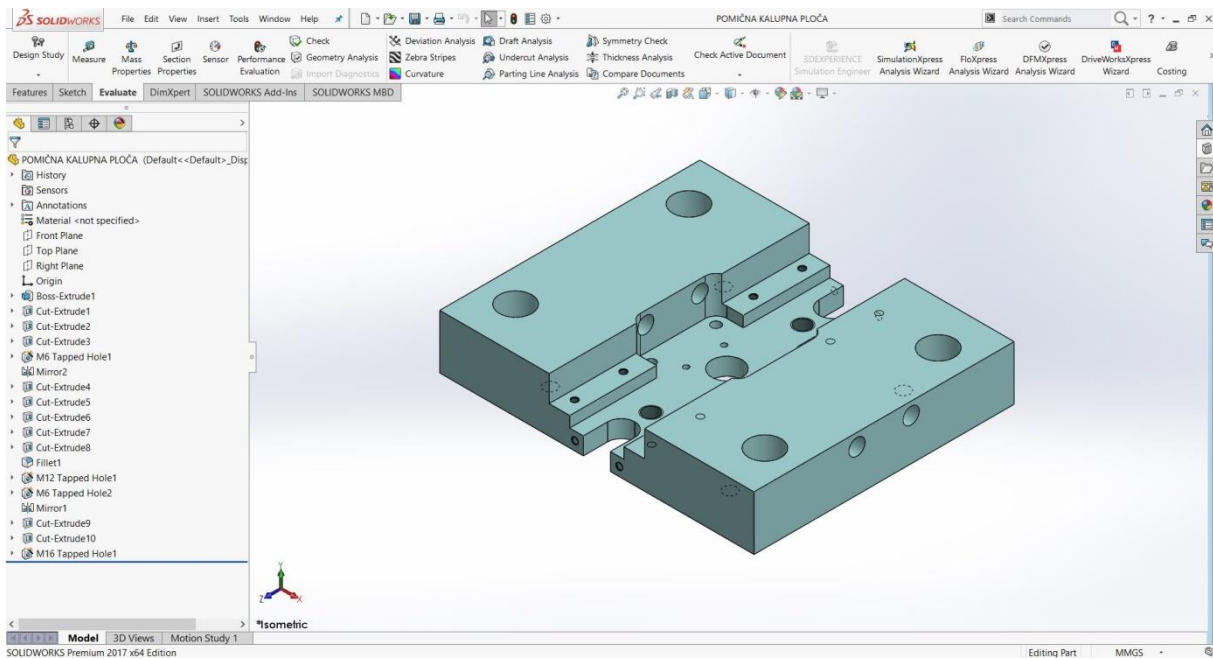 SOLIDWORKS File Edit View Insert Tools Window Help POMIČNA KALUPNA PLOČA Search Commands
Design Study
Measure
Mass Properties
Section Properties
Sensor
Performance Evaluation
Check
Geometry Analysis
Import Diagnostics
Deviation Analysis
Zebra Stripes
Curvature
Draft Analysis
Undercut Analysis
Parting Line Analysis
Symmetry Check
Thickness Analysis
Compare Documents
Check Active Document
3DEXPERIENCE Simulation Engineer
SimulationXpress Analysis Wizard
FloXpress Analysis Wizard
DFMXpress Analysis Wizard
DriveWorksXpress Wizard
Costing
Features Sketch Evaluate DimXpert SOLIDWORKS Add-Ins SOLIDWORKS MBD
POMIČNA KALUPNA PLOČA (Default<<Default>_Disp
History
Sensors
Annotations
Material <not specified>
Front Plane
Top Plane
Right Plane
Origin
Boss-Extrude1
Cut-Extrude1
Cut-Extrude2
Cut-Extrude3
M6 Tapped Hole1
Mirror2
Cut-Extrude4
Cut-Extrude5
Cut-Extrude6
Cut-Extrude7
Cut-Extrude8
Fillet1
M12 Tapped Hole1
M6 Tapped Hole2
Mirror1
Cut-Extrude9
Cut-Extrude10
M16 Tapped Hole1
Y
Z X
*Isometric
Model 3D Views Motion Study 1
SOLIDWORKS Premium 2017 x64 Edition Editing Part MMGS